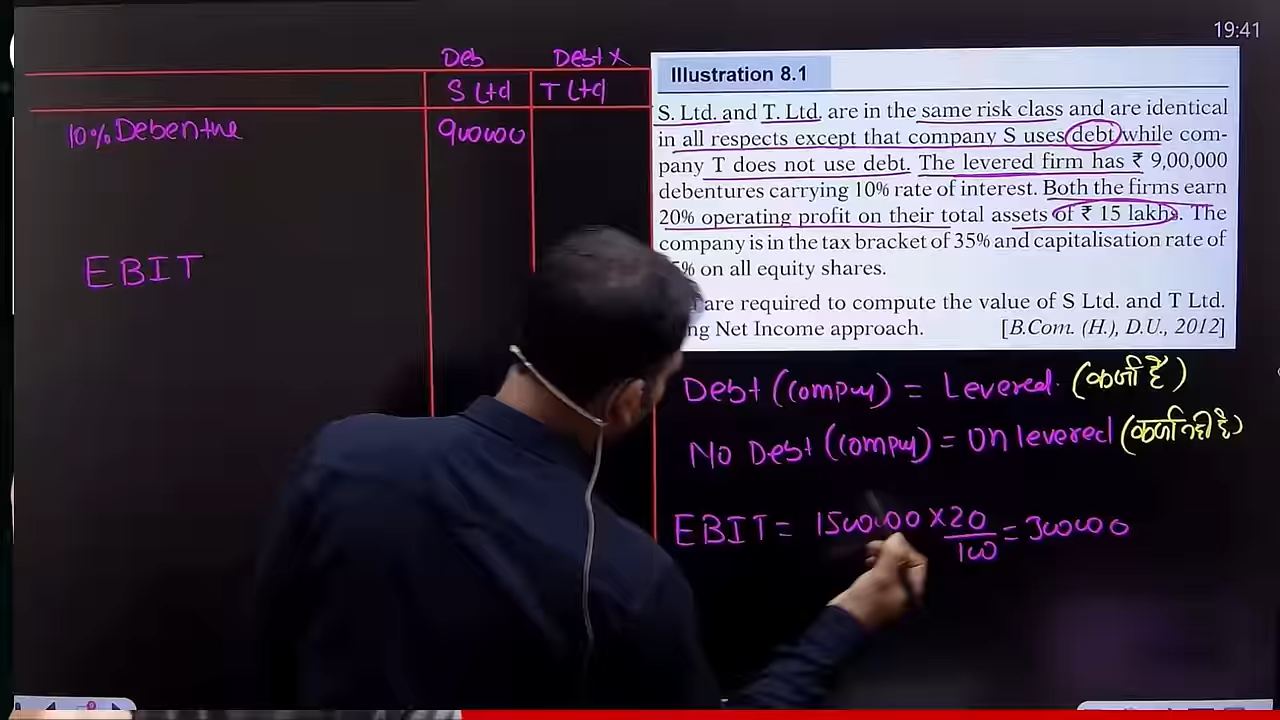 19:41
Deb Debt x
S Ltd T Ltd
10% Debenture 900000
EBIT
Illustration 8.1
S. Ltd. and T. Ltd. are in the same risk class and are identical
in all respects except that company S uses debt while com-
pany T does not use debt. The levered firm has ₹ 9,00,000
debentures carrying 10% rate of interest. Both the firms earn
20% operating profit on their total assets of ₹ 15 lakhs. The
company is in the tax bracket of 35% and capitalisation rate of
% on all equity shares.
are required to compute the value of S Ltd. and T Ltd.
ng Net Income approach. [B.Com. (H.), D.U., 2012]
Debt (compuy) = Levered. (कर्जा है)
No Debt (compuy) = Unlevered (कर्जा नही है)
EBIT = 1500000 × 20/100 = 300000